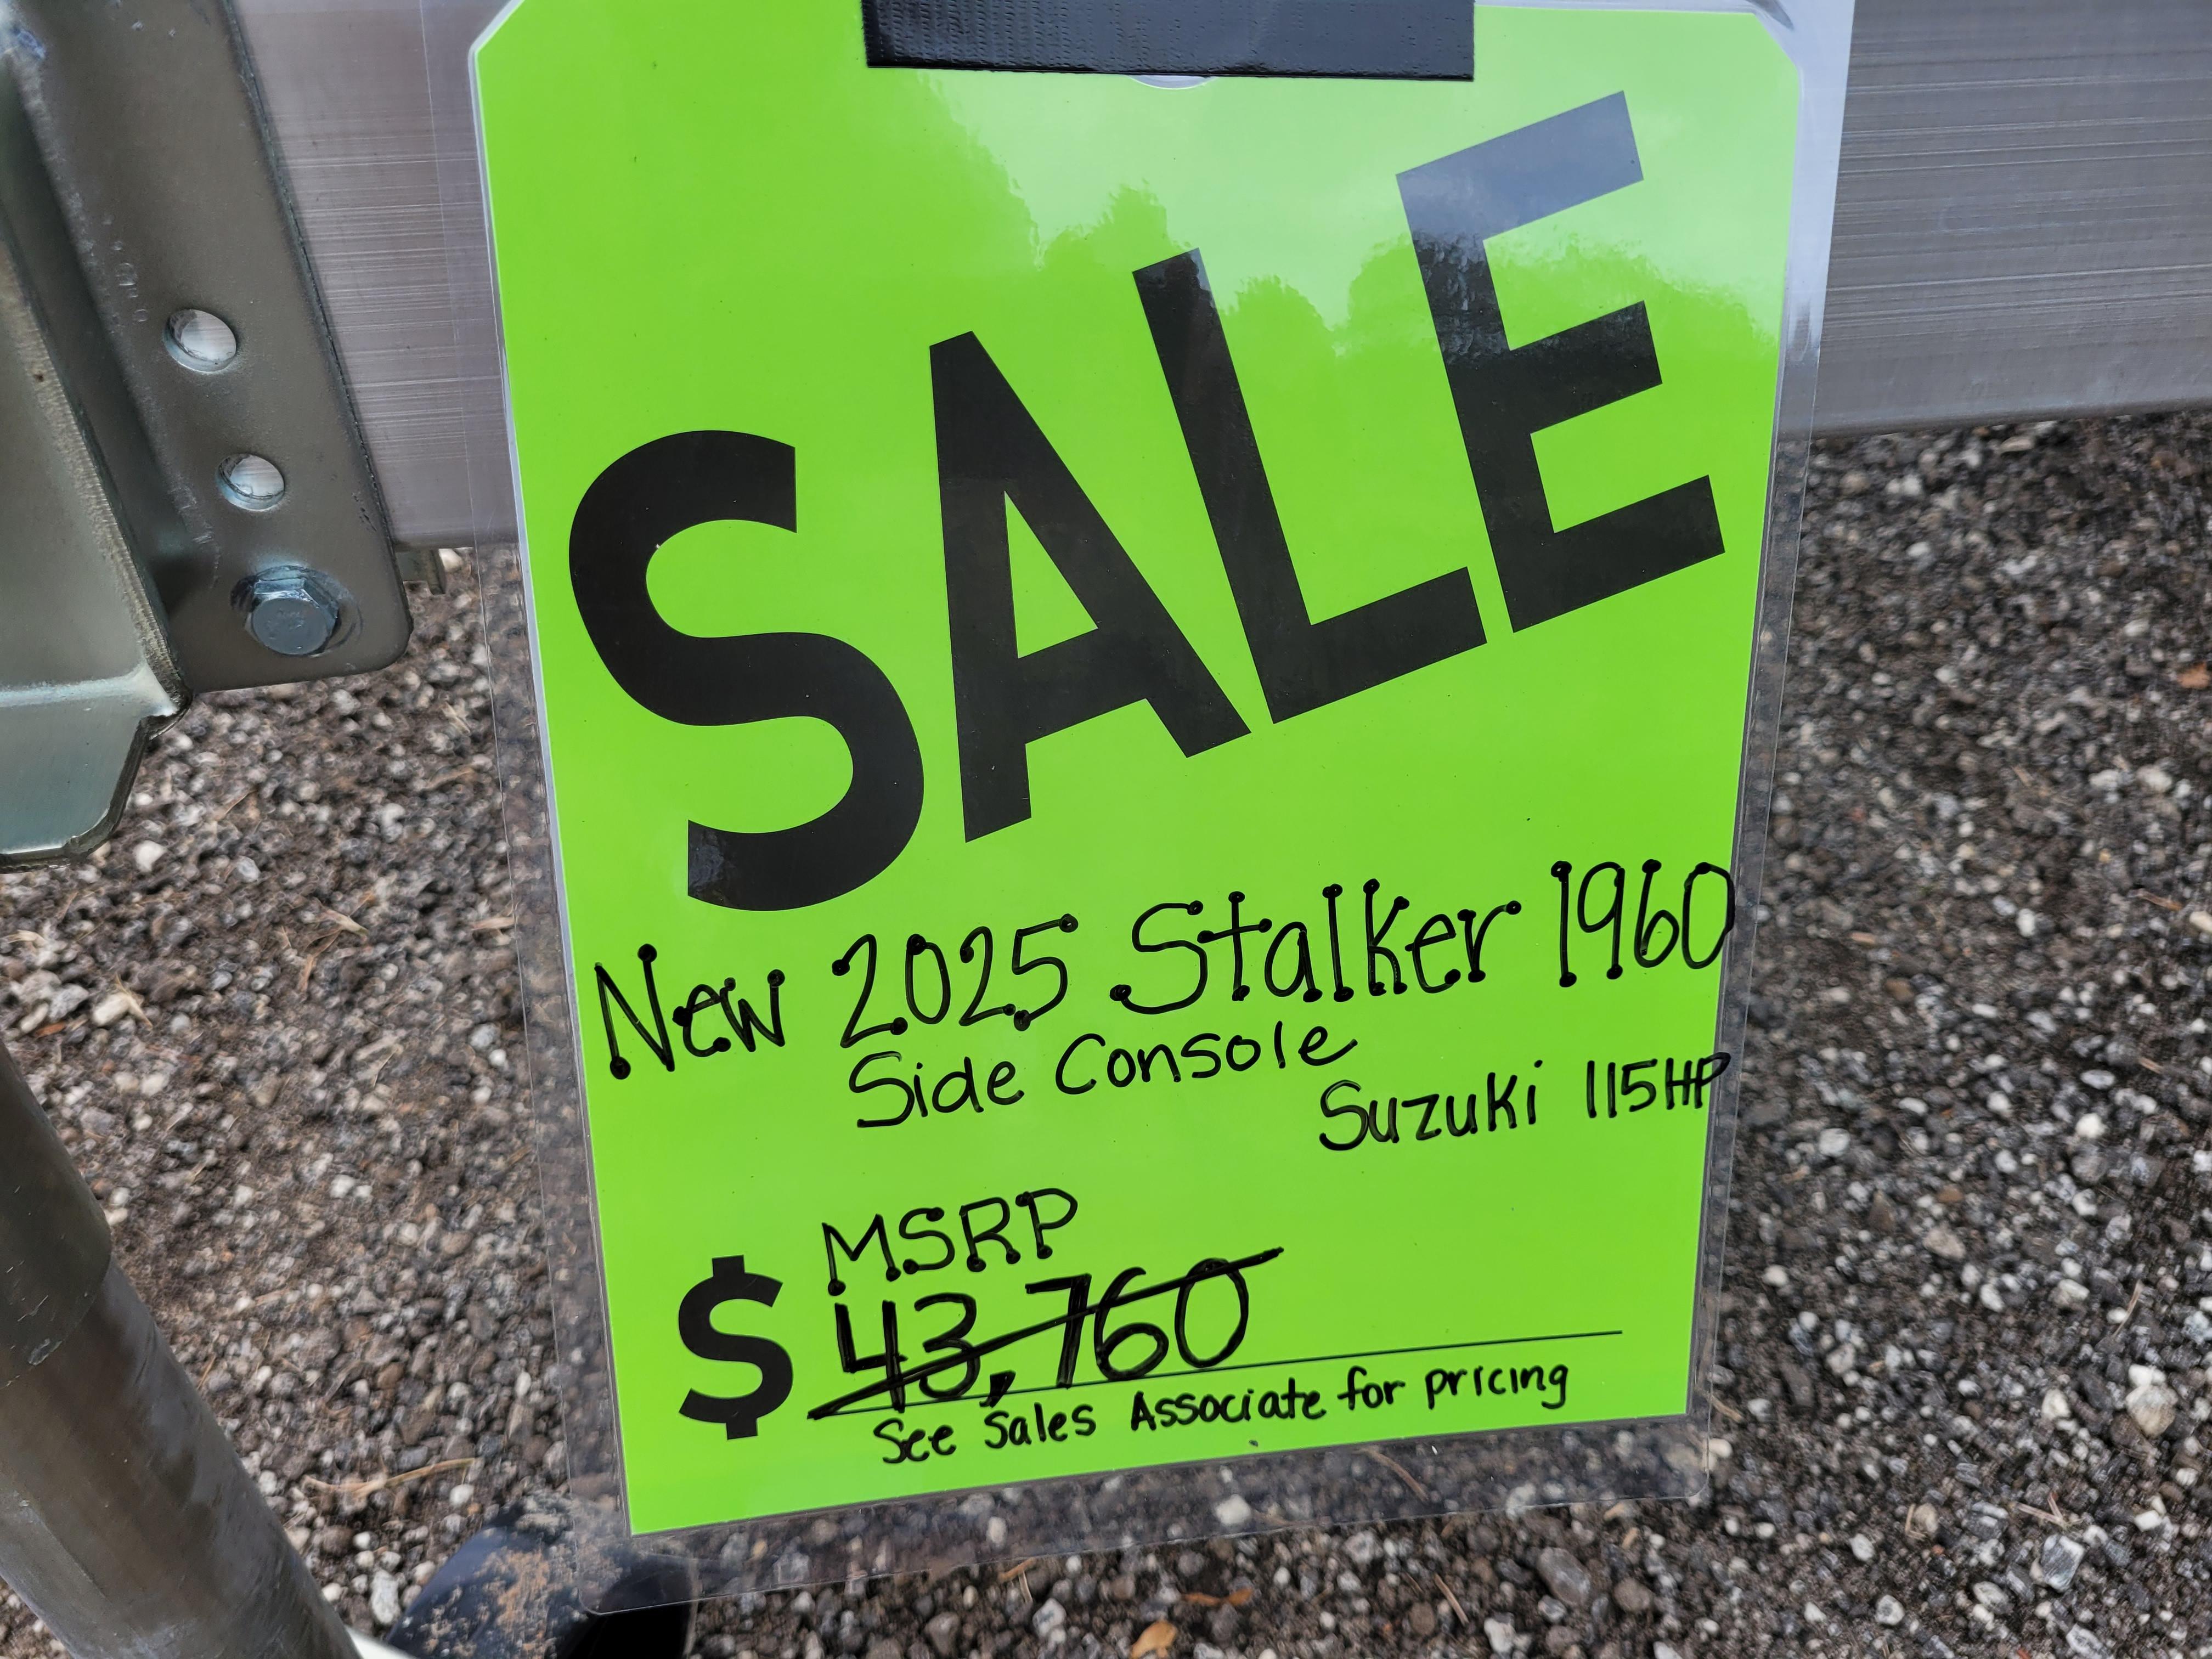 SALE
New 2025 Stalker 1960
Side Console
Suzuki 115HP
MSRP
$ 43,760
See Sales Associate for pricing